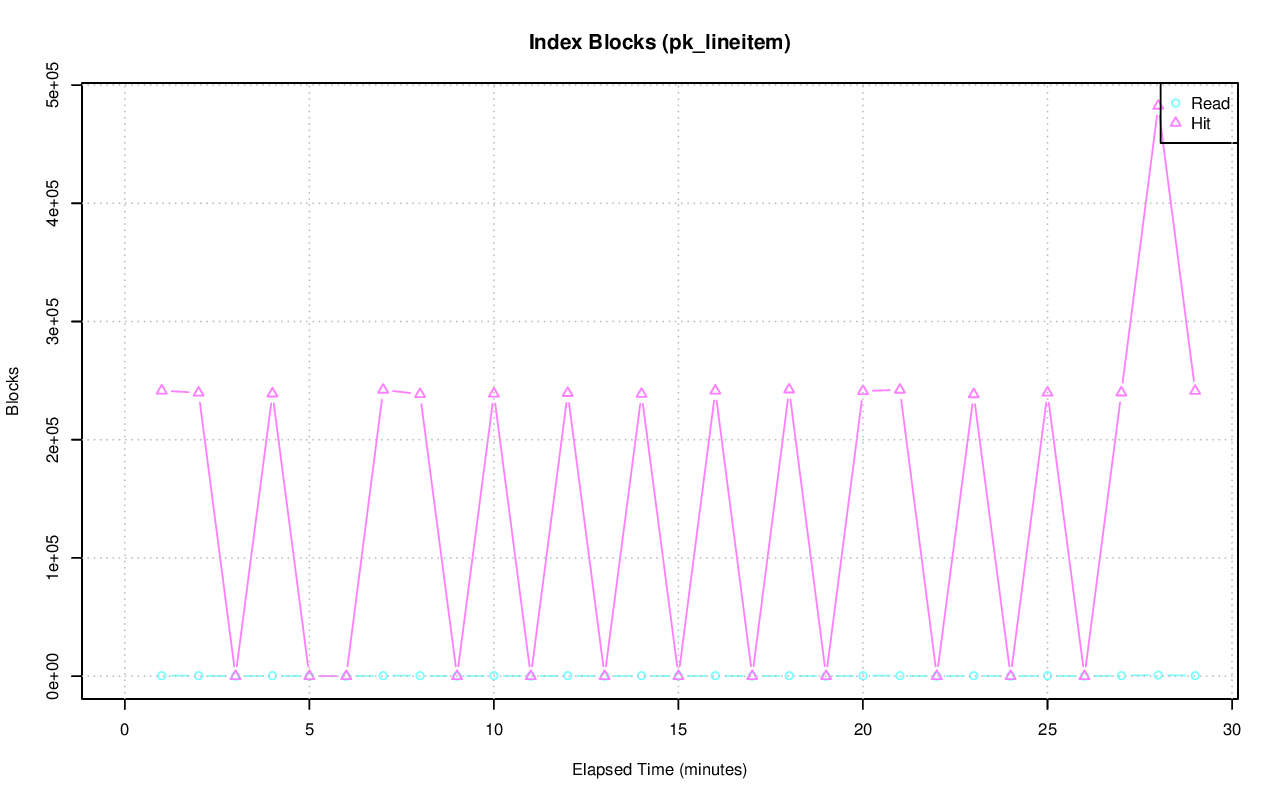 Index Blocks (pk_lineitem)
Read
Hit
Blocks
5e+05
4e+05
3e+05
2e+05
1e+05
0e+00
0 5 10 15 20 25 30
Elapsed Time (minutes)